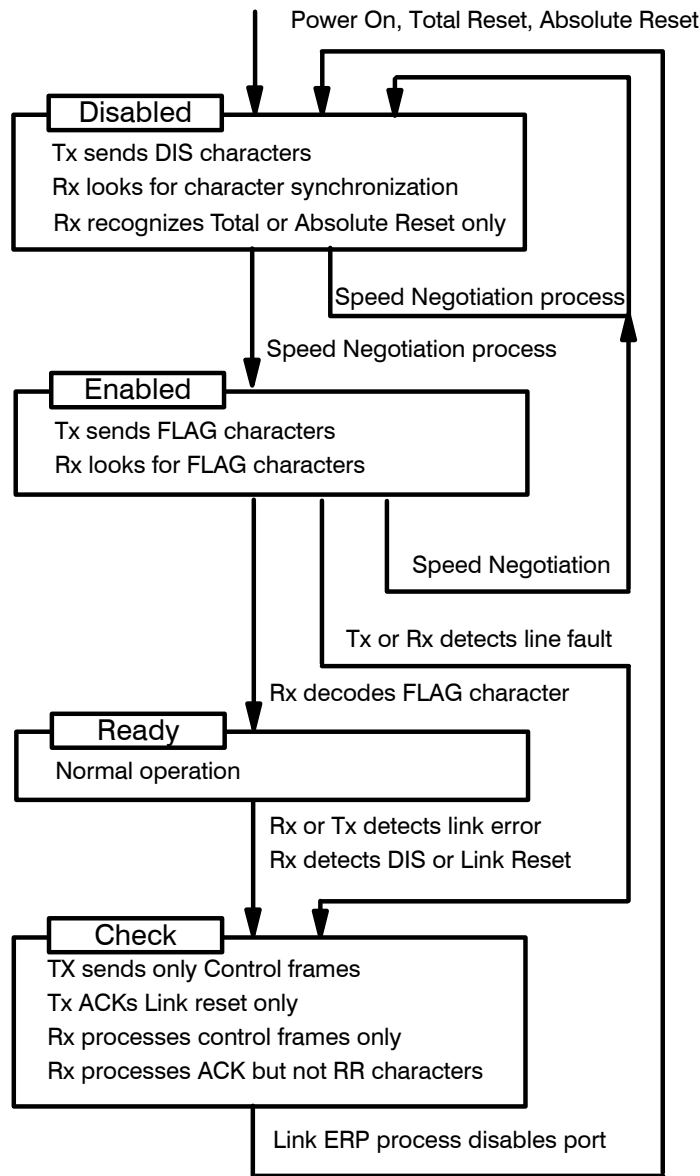 Power On, Total Reset, Absolute Reset
Disabled
Tx sends DIS characters
Rx looks for character synchronization
Rx recognizes Total or Absolute Reset only
Speed Negotiation process
Speed Negotiation process
Enabled
Tx sends FLAG characters
Rx looks for FLAG characters
Speed Negotiation
Tx or Rx detects line fault
Rx decodes FLAG character
Ready
Normal operation
Rx or Tx detects link error
Rx detects DIS or Link Reset
Check
TX sends only Control frames
Tx ACKs Link reset only
Rx processes control frames only
Rx processes ACK but not RR characters
Link ERP process disables port